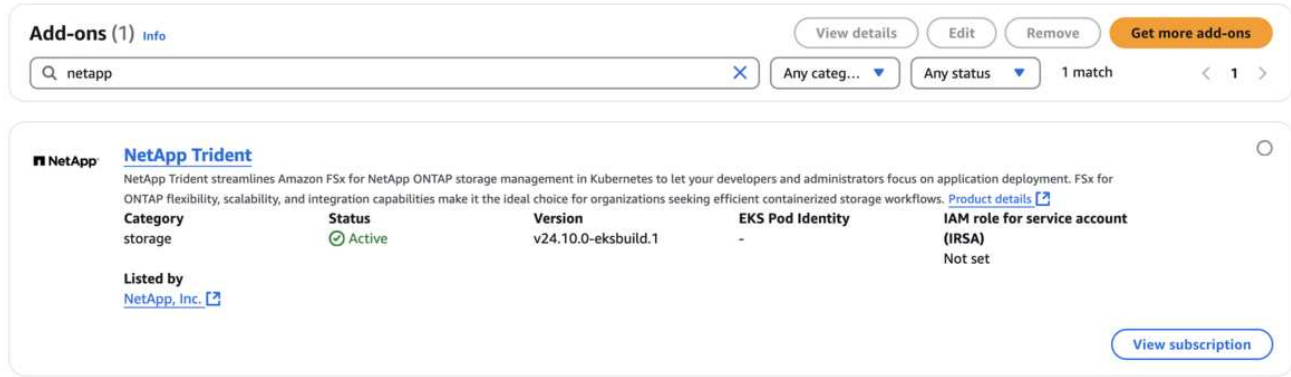 Add-ons (1) Info
View details
Edit
Remove
Get more add-ons
netapp
Any categ...
Any status
1 match
1
NetApp
NetApp Trident
NetApp Trident streamlines Amazon FSx for NetApp ONTAP storage management in Kubernetes to let your developers and administrators focus on application deployment. FSx for
ONTAP flexibility, scalability, and integration capabilities make it the ideal choice for organizations seeking efficient containerized storage workflows. Product details
Category
storage
Status
Active
Version
v24.10.0-eksbuild.1
EKS Pod Identity
-
IAM role for service account
(IRSA)
Not set
Listed by
NetApp, Inc.
View subscription